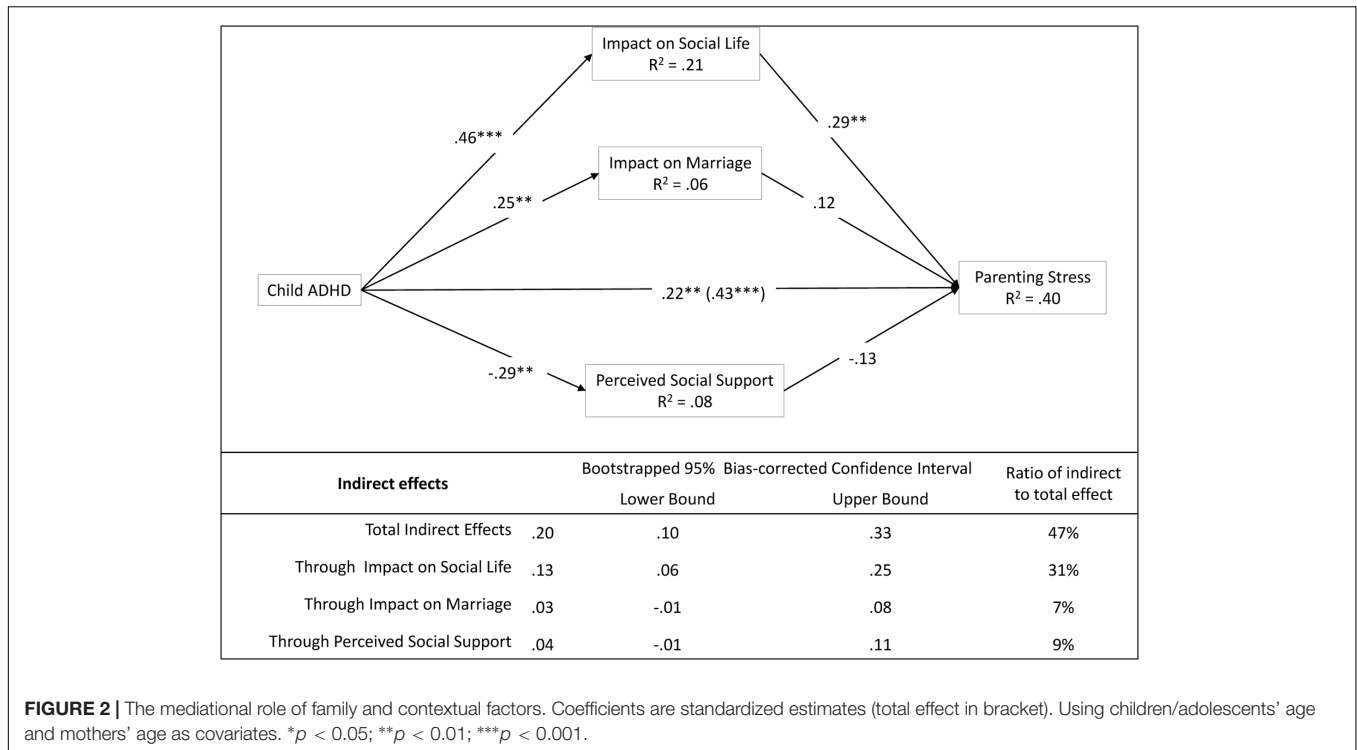 Impact on Social Life
R² = .21
.46***
.29**
Impact on Marriage
R² = .06
.25**
.12
Child ADHD
.22** (.43***)
Parenting Stress
R² = .40
-.29**
-.13
Perceived Social Support
R² = .08
Indirect effects Bootstrapped 95% Bias-corrected Confidence Interval Ratio of indirect to total effect
Lower Bound Upper Bound
Total Indirect Effects .20 .10 .33 47%
Through Impact on Social Life .13 .06 .25 31%
Through Impact on Marriage .03 -.01 .08 7%
Through Perceived Social Support .04 -.01 .11 9%
FIGURE 2 | The mediational role of family and contextual factors. Coefficients are standardized estimates (total effect in bracket). Using children/adolescents' age
and mothers' age as covariates. *p < 0.05; **p < 0.01; ***p < 0.001.